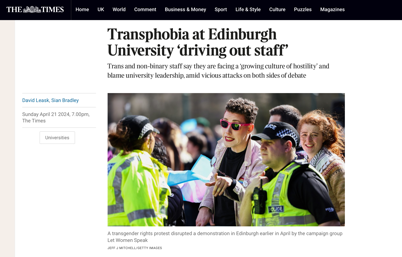 THE TIMES
Home UK World Comment Business & Money Sport Life & Style Culture Puzzles Magazines
Transphobia at Edinburgh
University ‘driving out staff’
Trans and non-binary staff say they are facing a ‘growing culture of hostility’ and
blame university leadership, amid vicious attacks on both sides of debate
David Leask, Sian Bradley
Sunday April 21 2024, 7.00pm,
The Times
Universities
POLICE
A transgender rights protest disrupted a demonstration in Edinburgh earlier in April by the campaign group
Let Women Speak
JEFF J MITCHELL/GETTY IMAGES